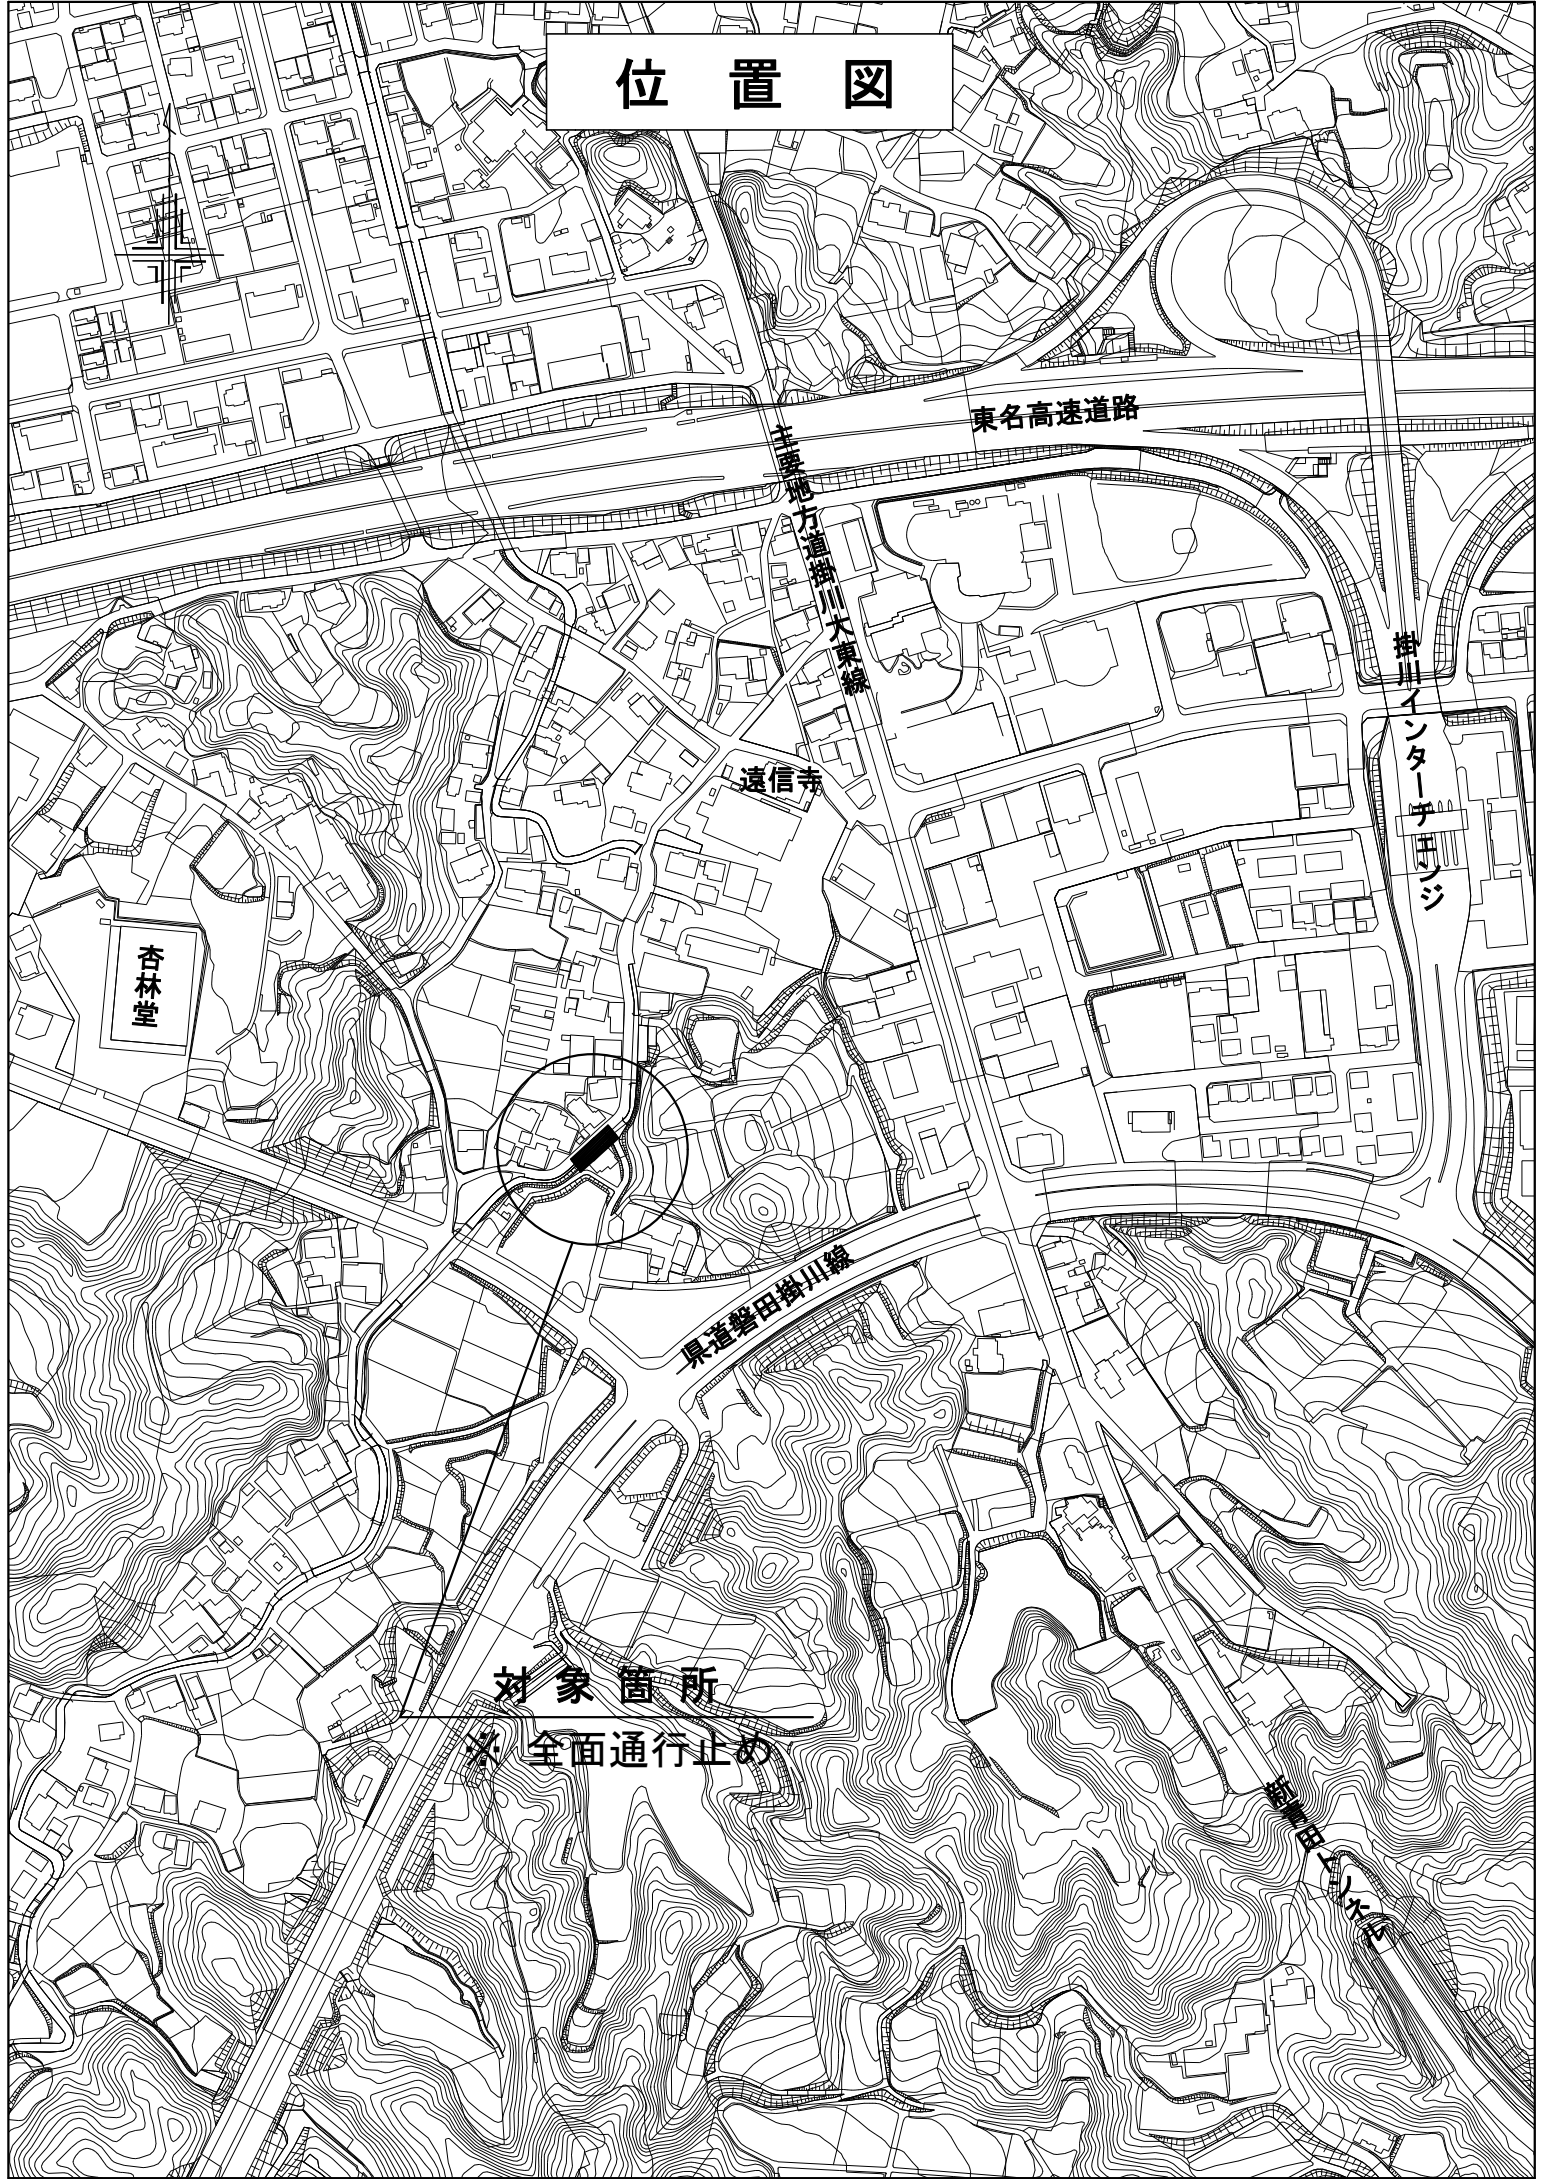 位置図
東名高速道路
主要地方道掛川大東線
掛川インターチェンジ
遠信寺
杏林堂
県道磐田掛川線
対象箇所
※ 全面通行止め
新青田トンネル